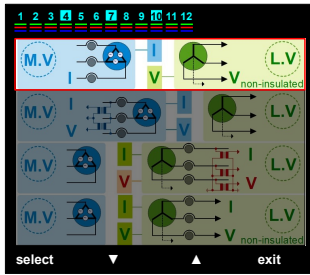 1 2 3 4 5 6 7 8 9 10 11 12
M.V I I V V L.V
non-insulated
M.V I V I V L.V
M.V I V I V L.V
M.V I V I V L.V
non-insulated
select ▼ ▲ exit